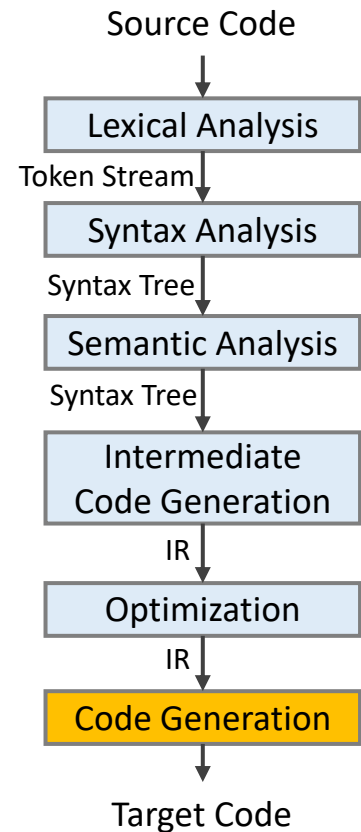 Source Code
Lexical Analysis
Token Stream
Syntax Analysis
Syntax Tree
Semantic Analysis
Syntax Tree
Intermediate
Code Generation
IR
Optimization
IR
Code Generation
Target Code